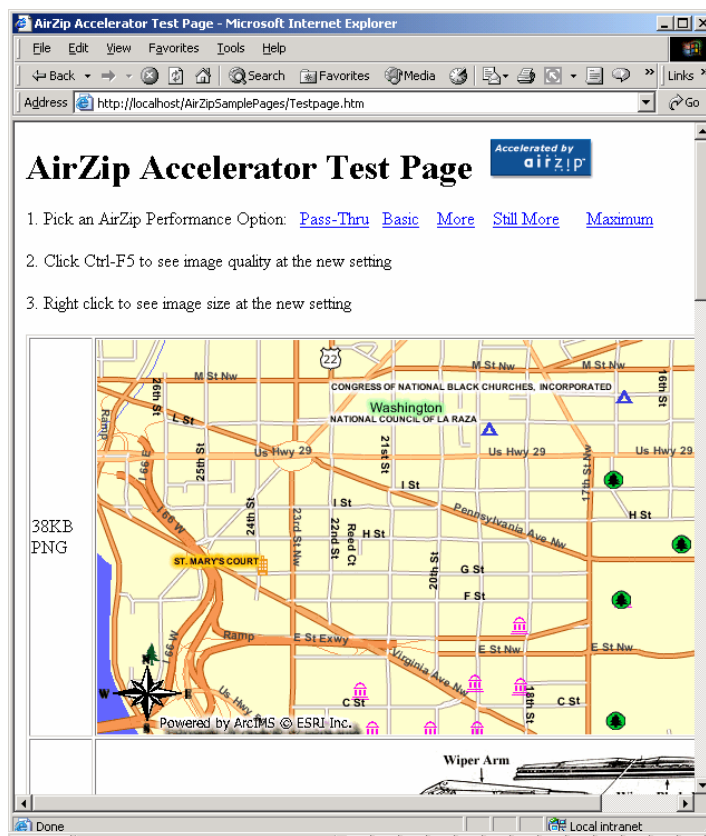 AirZip Accelerator Test Page - Microsoft Internet Explorer
File Edit View Favorites Tools Help
Back Search Favorites Media Links
Address http://localhost/AirZipSamplePages/Testpage.htm Go
AirZip Accelerator Test Page
Accelerated by
airzip
1. Pick an AirZip Performance Option: Pass-Thru Basic More Still More Maximum
2. Click Ctrl-F5 to see image quality at the new setting
3. Right click to see image size at the new setting
38KB
PNG
22
M St Nw
M St Nw
M St Nw
26th St
16th St
CONGRESS OF NATIONAL BLACK CHURCHES, INCORPORATED
Washington
NATIONAL COUNCIL OF LA RAZA
Ramp
L St
I 66 E
25th St
Us Hwy 29
21st St
Us Hwy 29
17th St Nw
I St
24th St
23rd St Nw
I St
22nd St
Reed Ct
H St
Pennsylvania Ave Nw
H St
I 66 W
ST. MARY'S COURT
20th St
G St
F St
I 66 W
Ramp
E St Exwy
Virginia Ave Nw
E St Nw
E St Nw
N
W
E
S
Us Hwy
C St
18th St
C St
Powered by ArcIMS © ESRI Inc.
Wiper Arm
Done
Local intranet